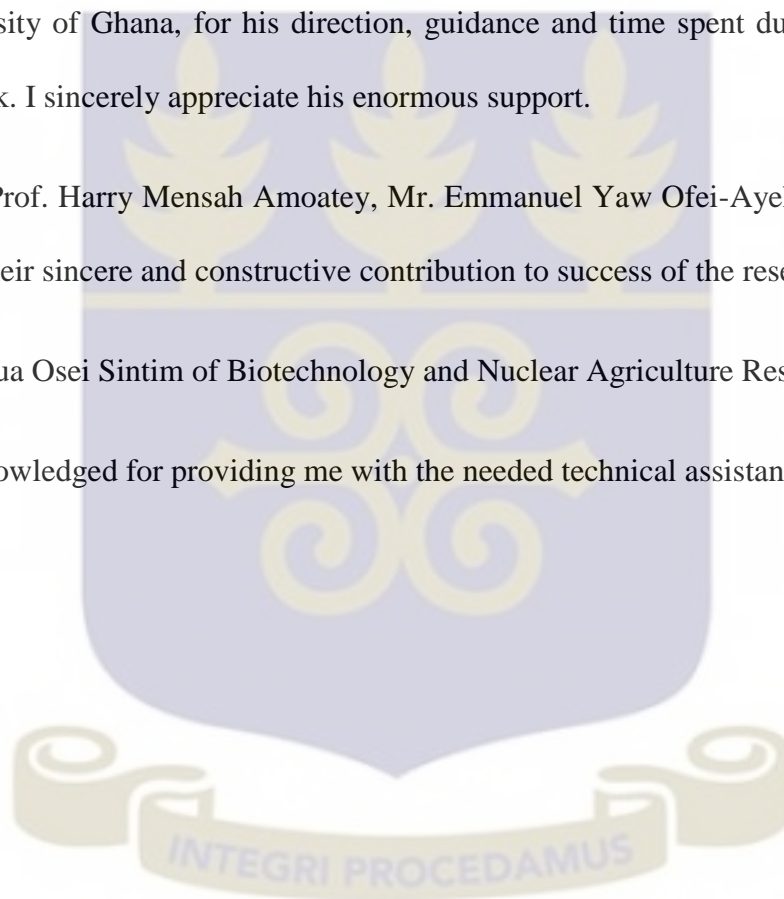 sity of Ghana, for his direction, guidance and time spent du
k. I sincerely appreciate his enormous support.
Prof. Harry Mensah Amoatey, Mr. Emmanuel Yaw Ofei-Aye
eir sincere and constructive contribution to success of the rese
ua Osei Sintim of Biotechnology and Nuclear Agriculture Res
owledged for providing me with the needed technical assistan
INTEGRI PROCEDAMUS